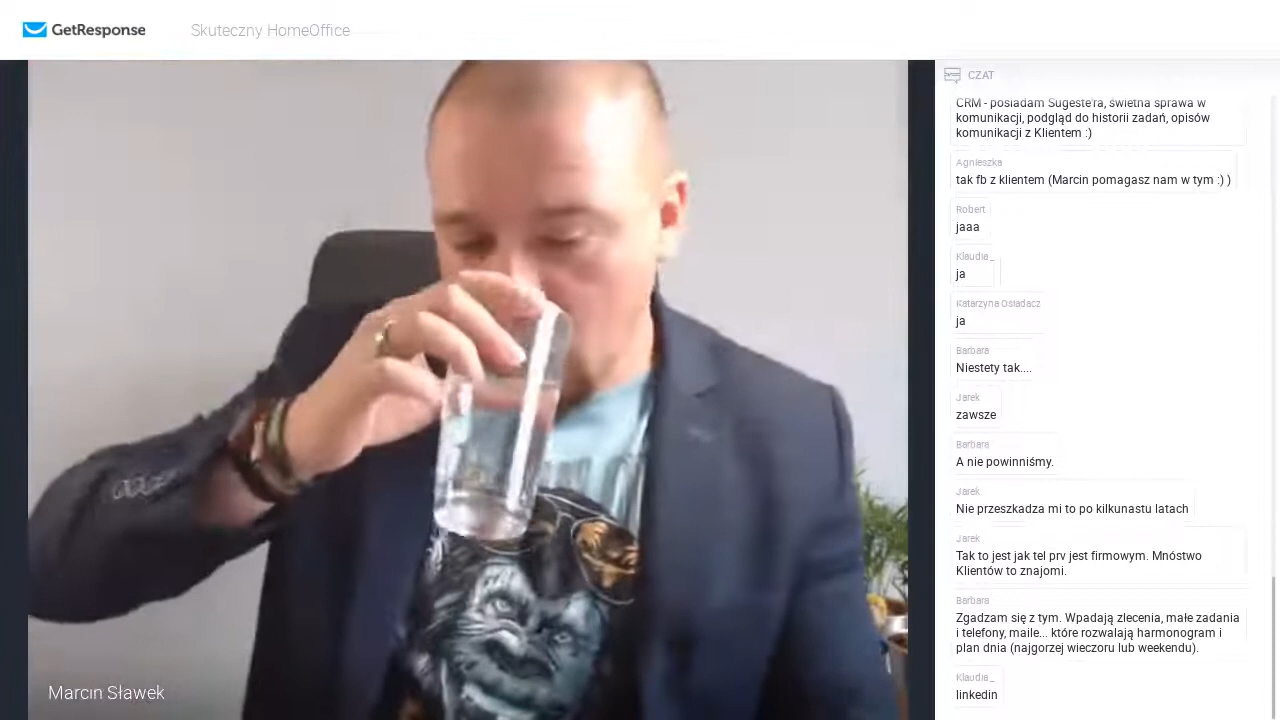 GetResponse
Skuteczny HomeOffice
CZAT
CRM - posiadam Sugeste'ra, świetna sprawa w
komunikacji, podgląd do historii zadań, opisów
komunikacji z Klientem :)
Agnieszka
tak fb z klientem (Marcin pomagasz nam w tym :) )
Robert
jaaa
Klaudia _
ja
Katarzyna Osiadacz
ja
Barbara
Niestety tak....
Jarek
zawsze
Barbara
A nie powinniśmy.
Jarek
Nie przeszkadza mi to po kilkunastu latach
Jarek
Tak to jest jak tel prv jest firmowym. Mnóstwo
Klientów to znajomi.
Barbara
Zgadzam się z tym. Wpadają zlecenia, małe zadania
i telefony, maile... które rozwalają harmonogram i
plan dnia (najgorzej wieczoru lub weekendu).
Klaudia _
linkedin
Marcin Sławek